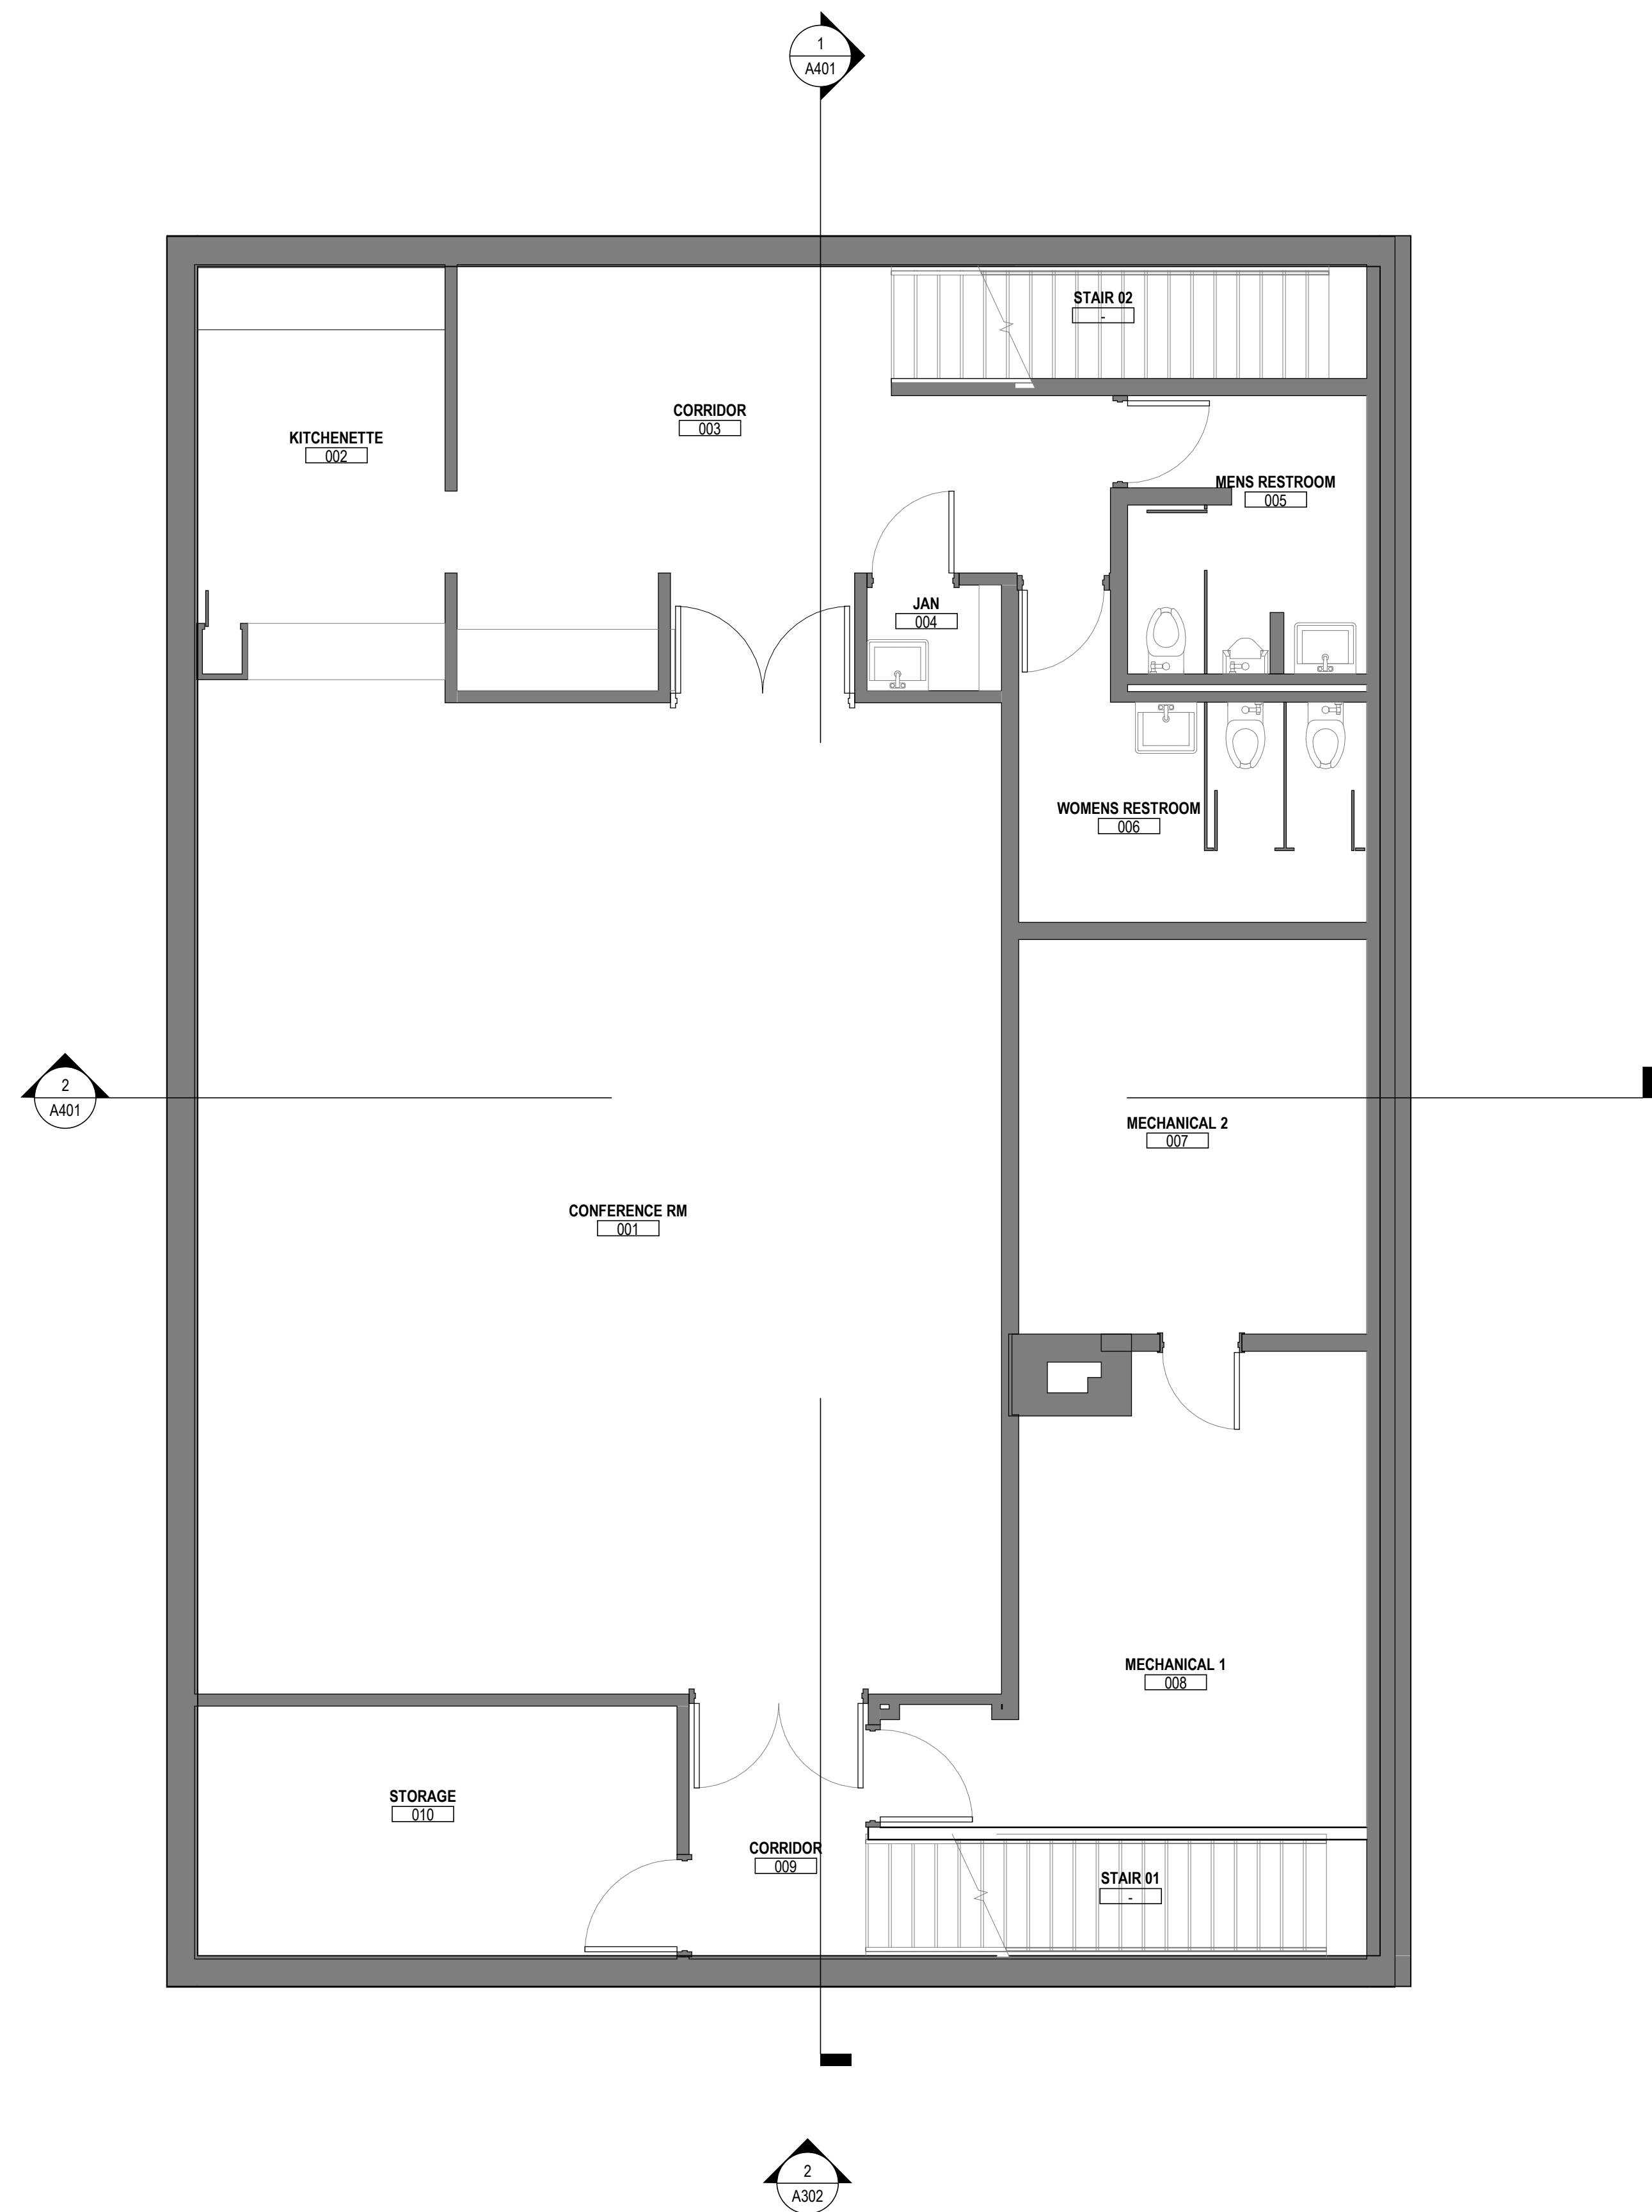 1
A401
STAIR 02
-
CORRIDOR
003
KITCHENETTE
002
MENS RESTROOM
005
JAN
004
WOMENS RESTROOM
006
2
A401
MECHANICAL 2
007
CONFERENCE RM
001
MECHANICAL 1
008
STORAGE
010
CORRIDOR
009
STAIR 01
-
2
A302